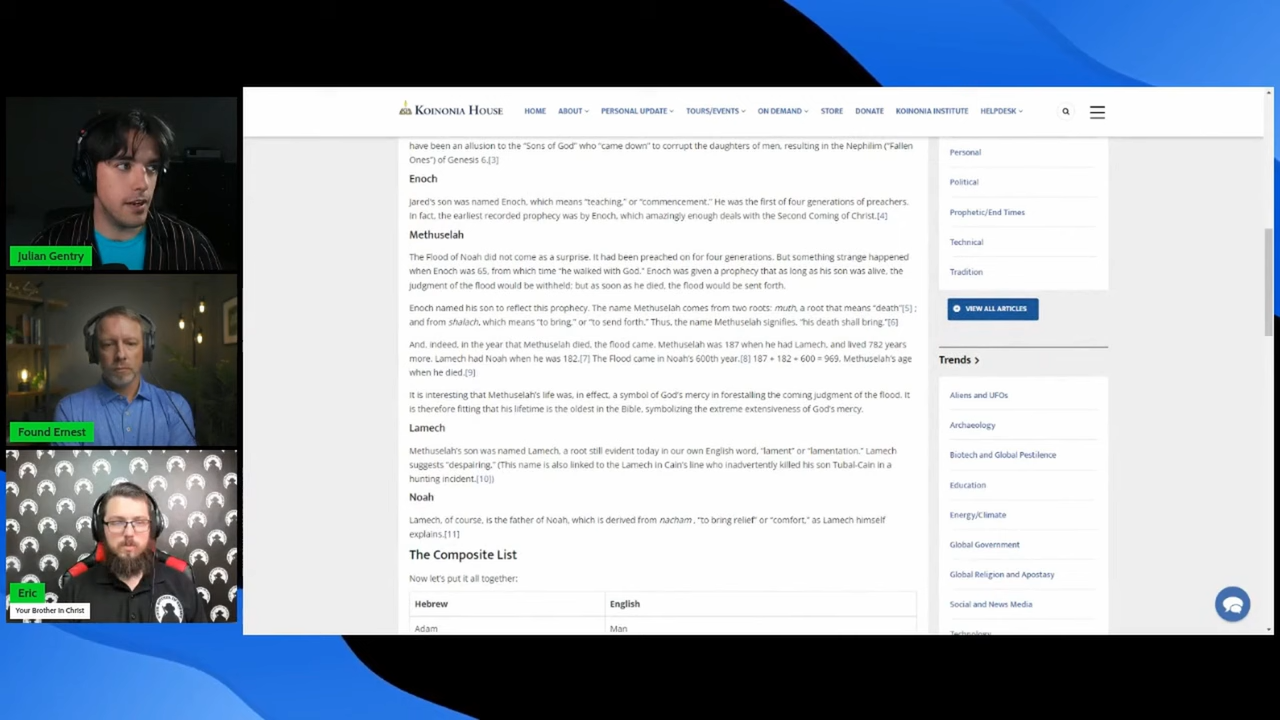 KOINONIA HOUSE
HOME ABOUT PERSONAL UPDATE TOURS/EVENTS ON DEMAND STORE DONATE KOINONIA INSTITUTE HELPDESK
have been an allusion to the "Sons of God" who "came down" to corrupt the daughters of men, resulting in the Nephilim ("Fallen
Ones") of Genesis 6.[3]
Enoch
Jared's son was named Enoch, which means "teaching," or "commencement." He was the first of four generations of preachers.
In fact, the earliest recorded prophecy was by Enoch, which amazingly enough deals with the Second Coming of Christ.[4]
Methuselah
The Flood of Noah did not come as a surprise. It had been preached on for four generations. But something strange happened
when Enoch was 65, from which time "he walked with God." Enoch was given a prophecy that as long as his son was alive, the
judgment of the flood would be withheld; but as soon as he died, the flood would be sent forth.
Enoch named his son to reflect this prophecy. The name Methuselah comes from two roots: muth, a root that means "death"[5] ;
and from shalach, which means "to bring," or "to send forth." Thus, the name Methuselah signifies, "his death shall bring."[6]
And, indeed, in the year that Methuselah died, the flood came. Methuselah was 187 when he had Lamech, and lived 782 years
more. Lamech had Noah when he was 182.[7] The Flood came in Noah's 600th year.[8] 187 + 182 + 600 = 969, Methuselah's age
when he died.[9]
It is interesting that Methuselah's life was, in effect, a symbol of God's mercy in forestalling the coming judgment of the flood. It
is therefore fitting that his lifetime is the oldest in the Bible, symbolizing the extreme extensiveness of God's mercy.
Lamech
Methuselah's son was named Lamech, a root still evident today in our own English word, "lament" or "lamentation." Lamech
suggests "despairing." (This name is also linked to the Lamech in Cain's line who inadvertently killed his son Tubal-Cain in a
hunting incident.[10])
Noah
Lamech, of course, is the father of Noah, which is derived from nacham , "to bring relief" or "comfort," as Lamech himself
explains.[11]
The Composite List
Now let's put it all together:
Hebrew English
Adam Man
Personal
Political
Prophetic/End Times
Technical
Tradition
VIEW ALL ARTICLES
Trends >
Aliens and UFOs
Archaeology
Biotech and Global Pestilence
Education
Energy/Climate
Global Government
Global Religion and Apostasy
Social and News Media
Technology
Julian Gentry
Found Ernest
Eric
Your Brother In Christ